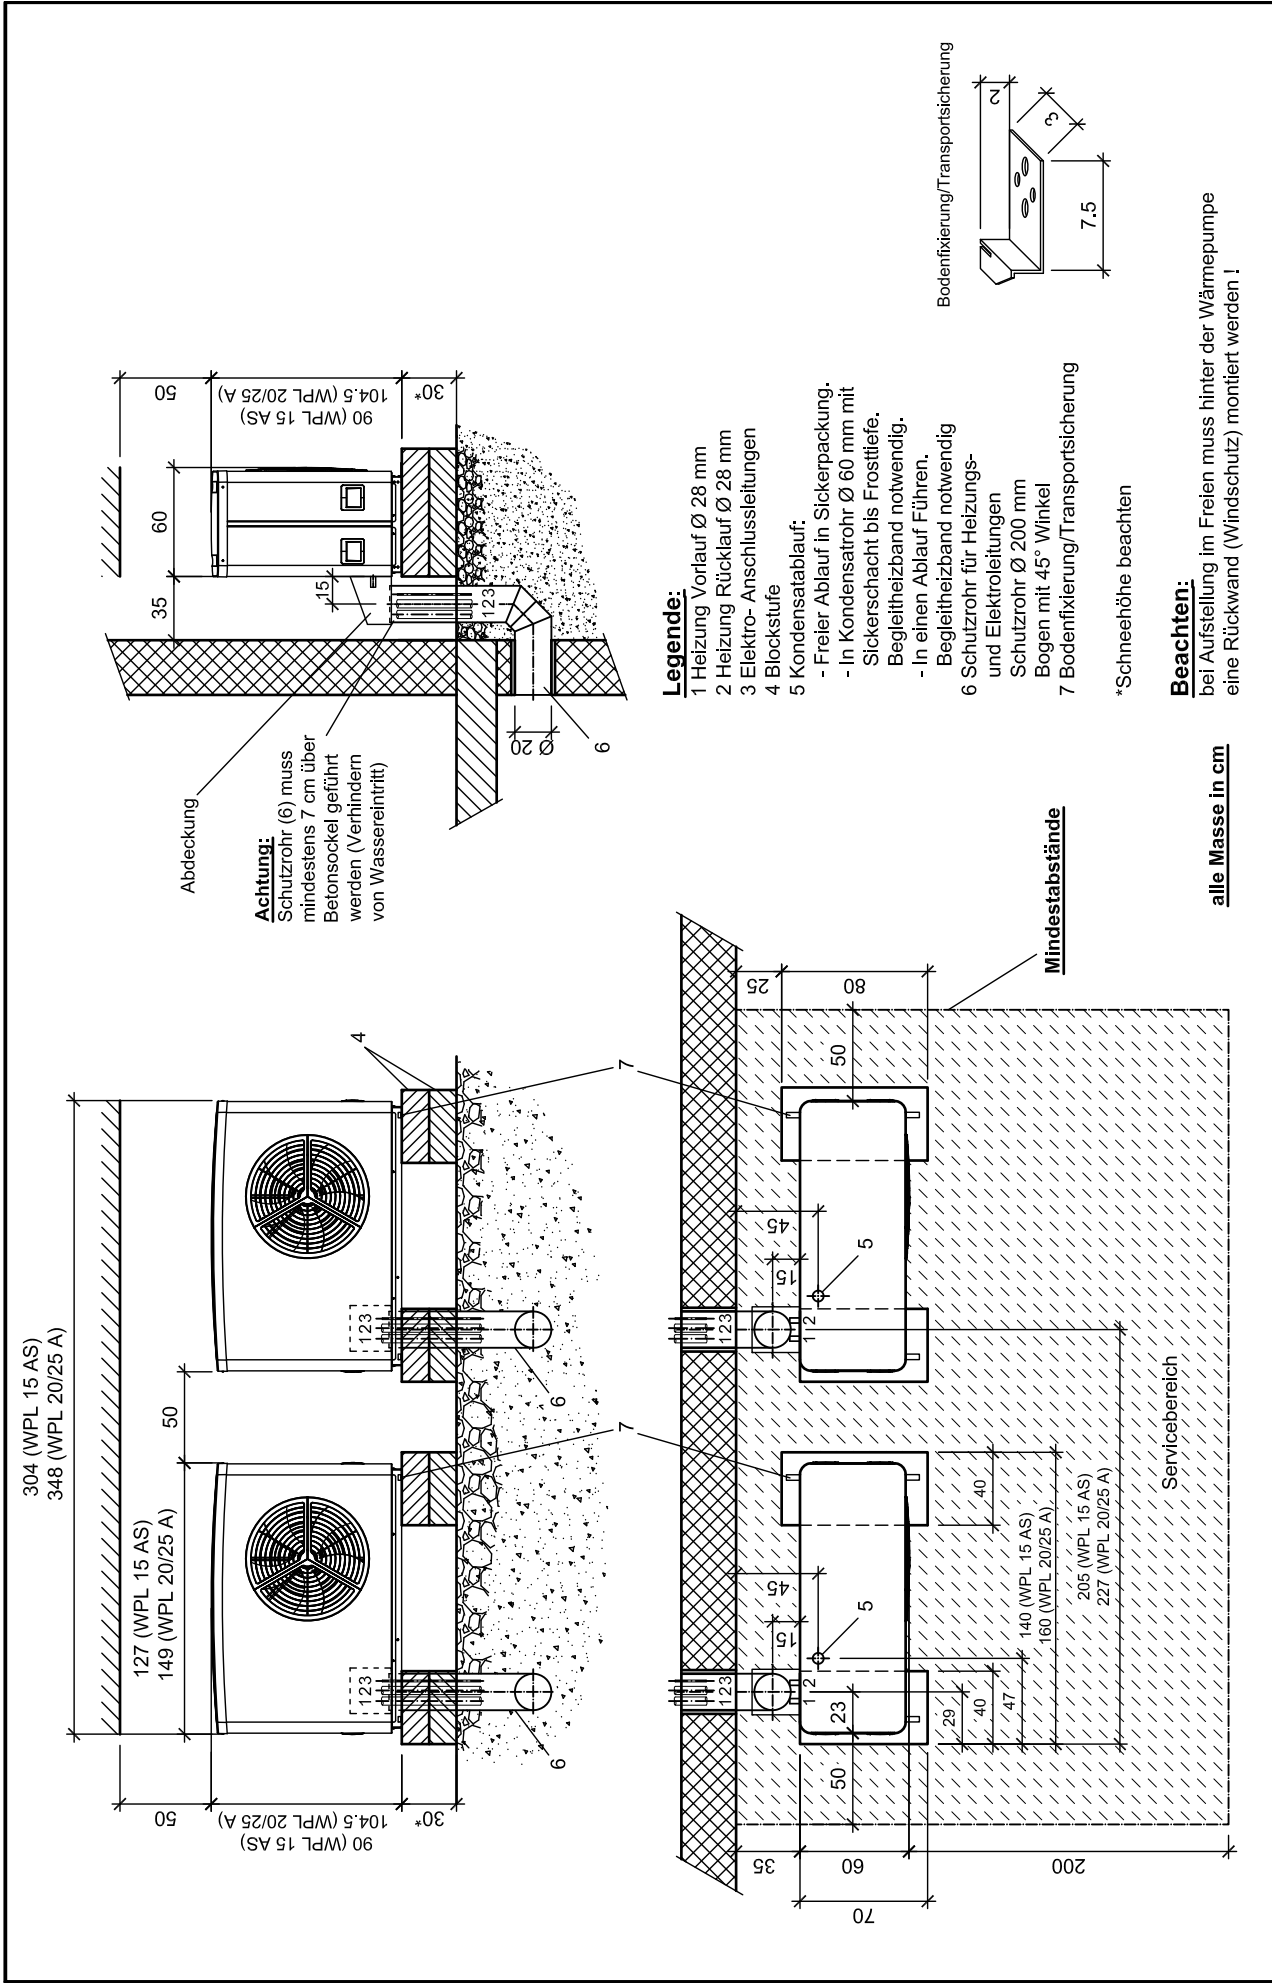 304 (WPL 15 AS)
348 (WPL 20/25 A)
127 (WPL 15 AS)
149 (WPL 20/25 A)
50
50
90 (WPL 15 AS)
104.5 (WPL 20/25 A)
30*
123
123
6
6
7
7
4
50
90 (WPL 15 AS)
104.5 (WPL 20/25 A)
30*
60
35
15
123
Ø 20
6
Abdeckung
Achtung:
Schutzrohr (6) muss
mindestens 7 cm über
Betonsockel geführt
werden (Verhindern
von Wassereintritt)
123
123
1 2
1 2
25
80
50
45
15
5
45
15
5
23
50
35
60
70
200
29
40
47
40
140 (WPL 15 AS)
160 (WPL 20/25 A)
205 (WPL 15 AS)
227 (WPL 20/25 A)
Servicebereich
Mindestabstände
alle Masse in cm
Legende:
1 Heizung Vorlauf Ø 28 mm
2 Heizung Rücklauf Ø 28 mm
3 Elektro- Anschlussleitungen
4 Blockstufe
5 Kondensatablauf:
- Freier Ablauf in Sickerpackung.
- In Kondensatrohr Ø 60 mm mit
Sickerschacht bis Frosttiefe.
Begleitheizband notwendig.
- In einen Ablauf Führen.
Begleitheizband notwendig
6 Schutzrohr für Heizungs-
und Elektroleitungen
Schutzrohr Ø 200 mm
Bogen mit 45° Winkel
7 Bodenfixierung/Transportsicherung
*Schneehöhe beachten
Beachten:
bei Aufstellung im Freien muss hinter der Wärmepumpe
eine Rückwand (Windschutz) montiert werden !
Bodenfixierung/Transportsicherung
2
3
7.5